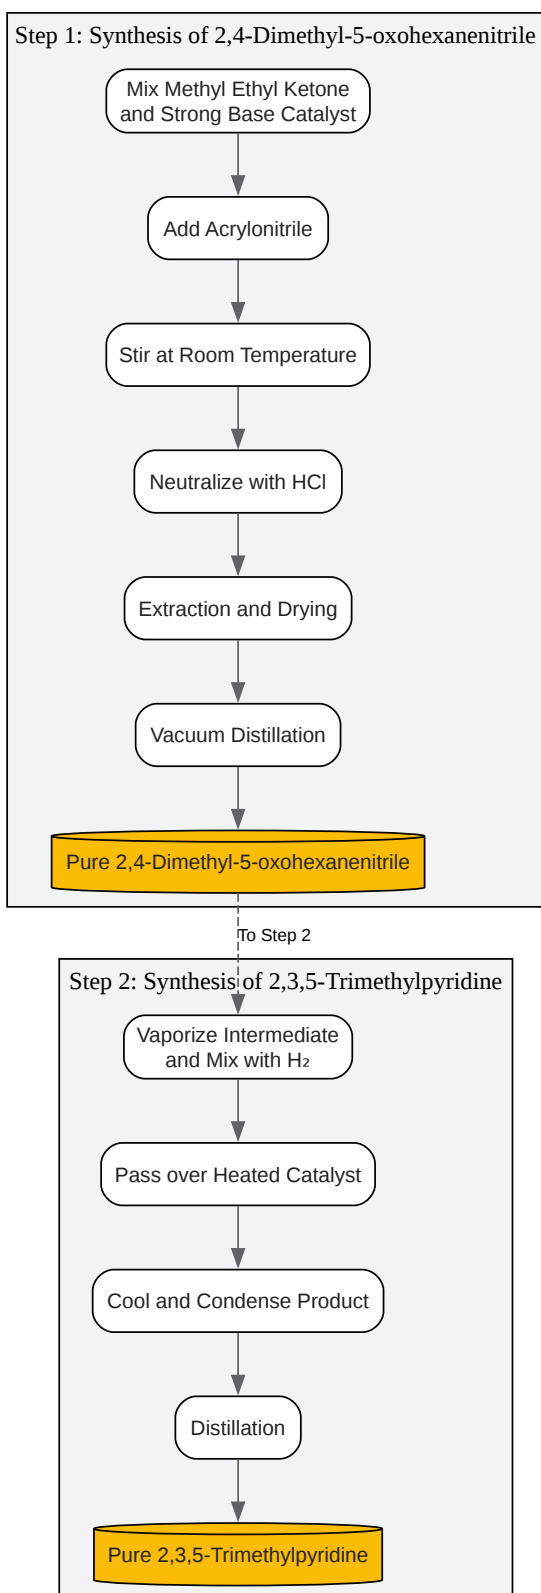 Step 1: Synthesis of 2,4-Dimethyl-5-oxohexanenitrile
Mix Methyl Ethyl Ketone
and Strong Base Catalyst
Add Acrylonitrile
Stir at Room Temperature
Neutralize with HCl
Extraction and Drying
Vacuum Distillation
Pure 2,4-Dimethyl-5-oxohexanenitrile
To Step 2
Step 2: Synthesis of 2,3,5-Trimethylpyridine
Vaporize Intermediate
and Mix with H₂
Pass over Heated Catalyst
Cool and Condense Product
Distillation
Pure 2,3,5-Trimethylpyridine